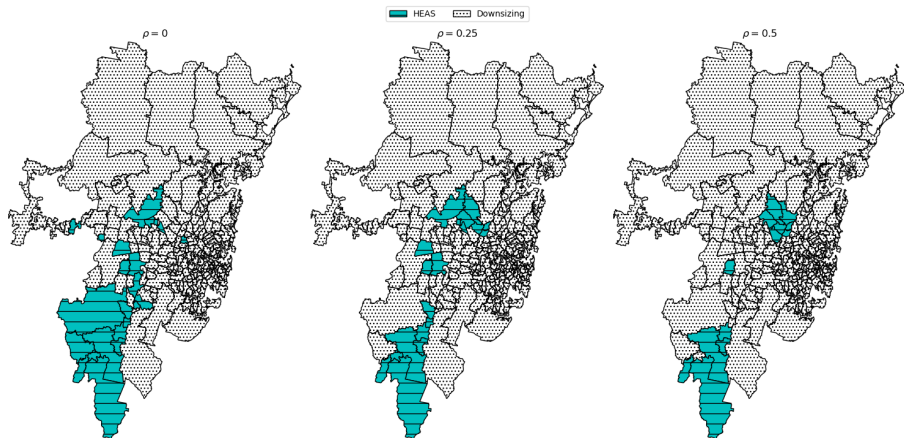 HEAS Downsizing
ρ = 0
ρ = 0.25
ρ = 0.5